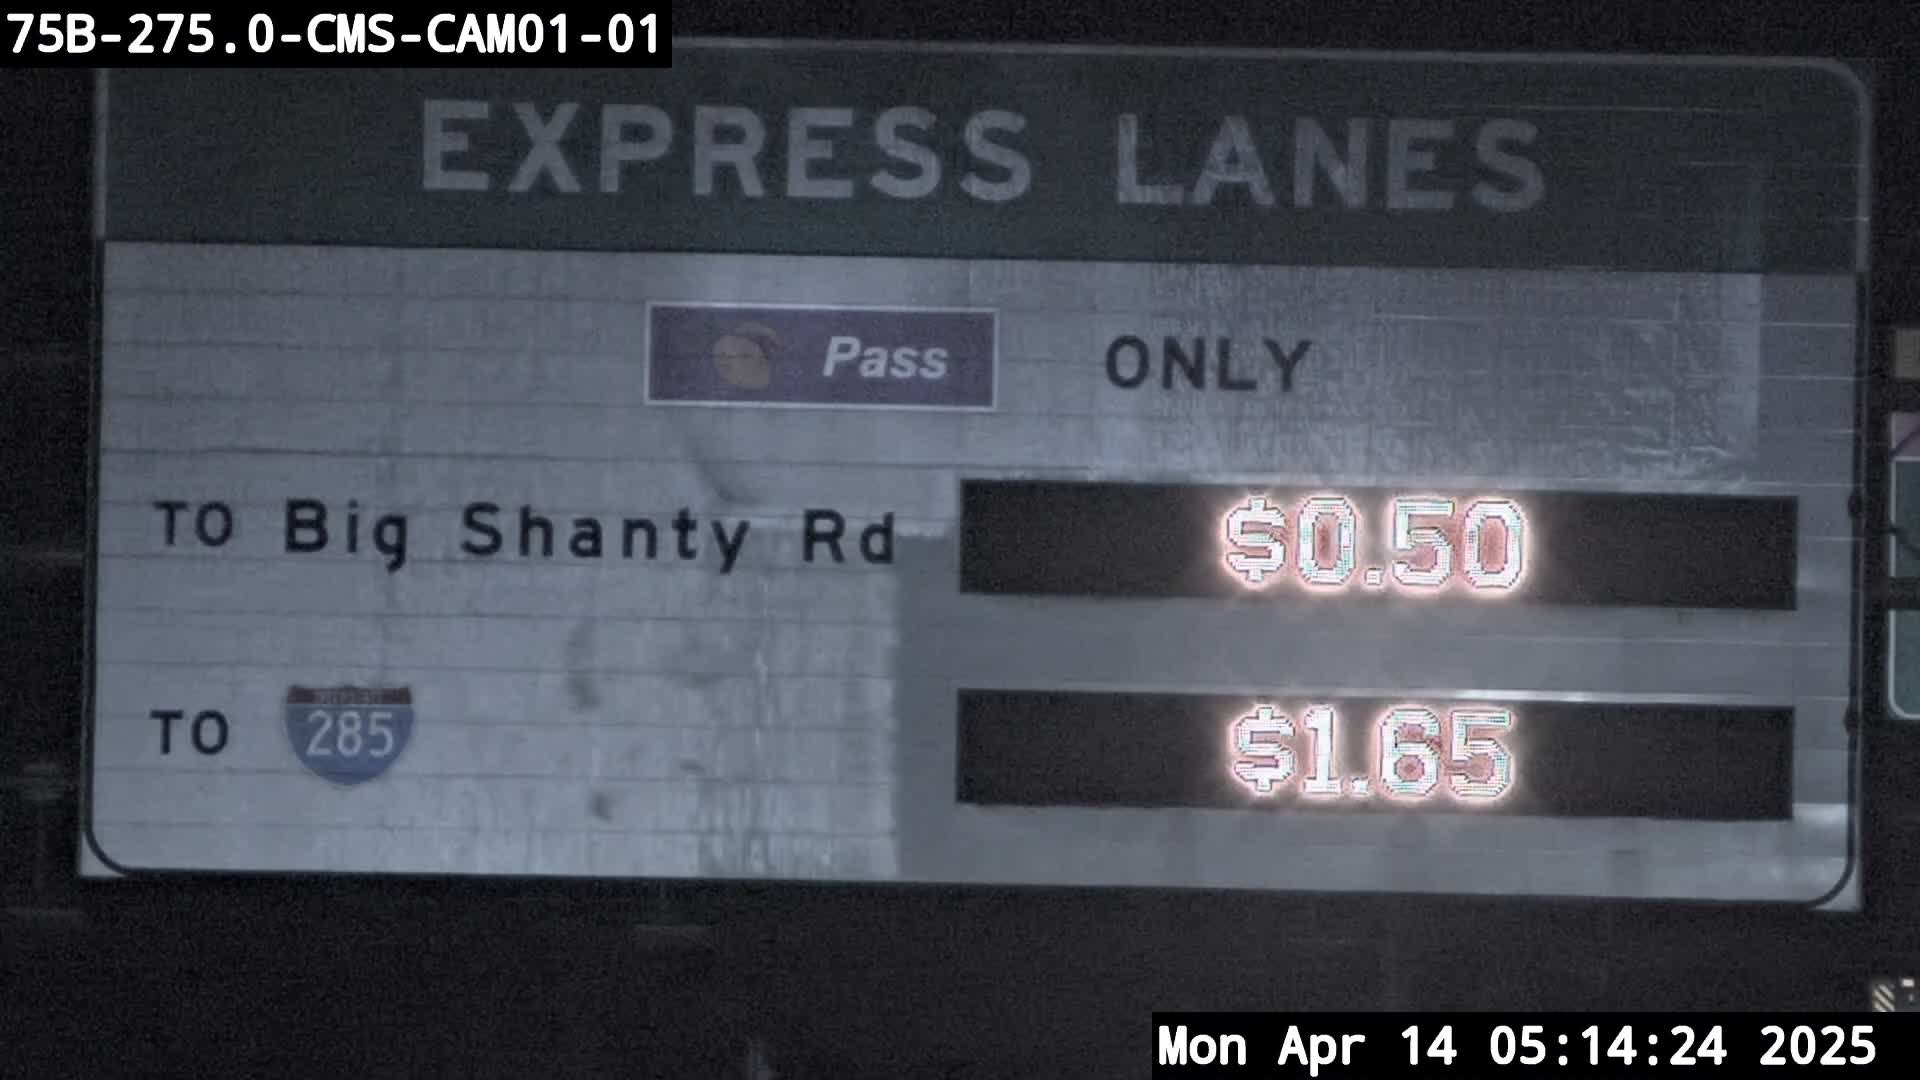 75B-275.0-CMS-CAM01-01
EXPRESS LANES
Pass ONLY
TO Big Shanty Rd $0.50
TO 285 $1.65
Mon Apr 14 05:14:24 2025